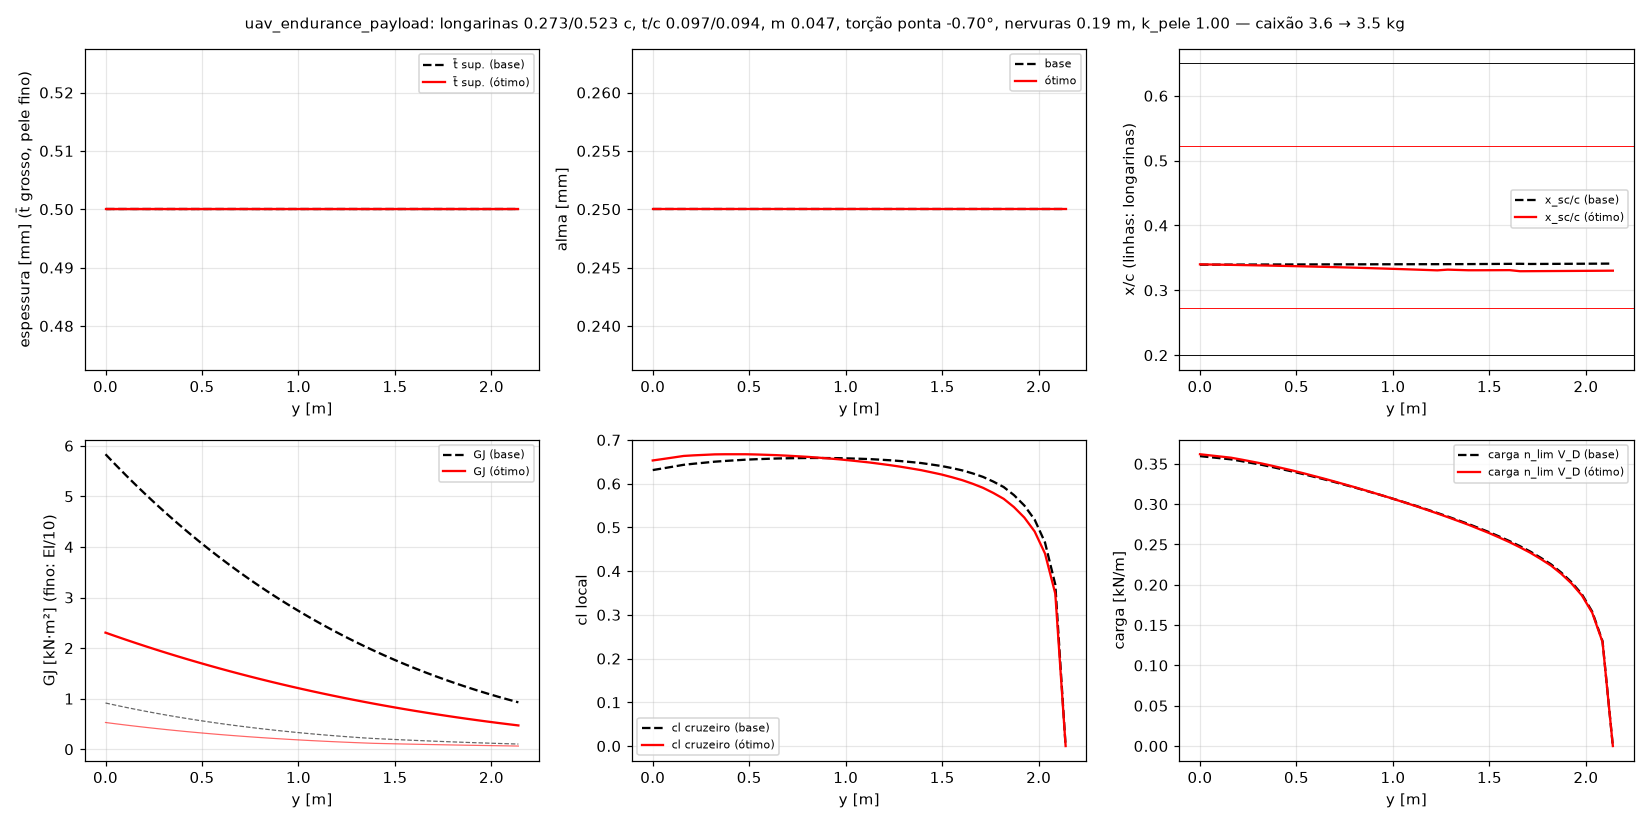 uav_endurance_payload: longarinas 0.273/0.523 c, t/c 0.097/0.094, m 0.047, torção ponta -0.70°, nervuras 0.19 m, k_pele 1.00 — caixão 3.6 → 3.5 kg
espessura [mm] (t̄ grosso, pele fino)
0.52
0.51
0.50
0.49
0.48
t̄ sup. (base)
t̄ sup. (ótimo)
0.0 0.5 1.0 1.5 2.0
y [m]
alma [mm]
0.260
0.255
0.250
0.245
0.240
base
ótimo
0.0 0.5 1.0 1.5 2.0
y [m]
x/c (linhas: longarinas)
0.6
0.5
0.4
0.3
0.2
x_sc/c (base)
x_sc/c (ótimo)
0.0 0.5 1.0 1.5 2.0
y [m]
GJ [kN·m²] (fino: EI/10)
6
5
4
3
2
1
0
GJ (base)
GJ (ótimo)
0.0 0.5 1.0 1.5 2.0
y [m]
cl local
0.7
0.6
0.5
0.4
0.3
0.2
0.1
0.0
cl cruzeiro (base)
cl cruzeiro (ótimo)
0.0 0.5 1.0 1.5 2.0
y [m]
carga [kN/m]
0.35
0.30
0.25
0.20
0.15
0.10
0.05
0.00
carga n_lim V_D (base)
carga n_lim V_D (ótimo)
0.0 0.5 1.0 1.5 2.0
y [m]